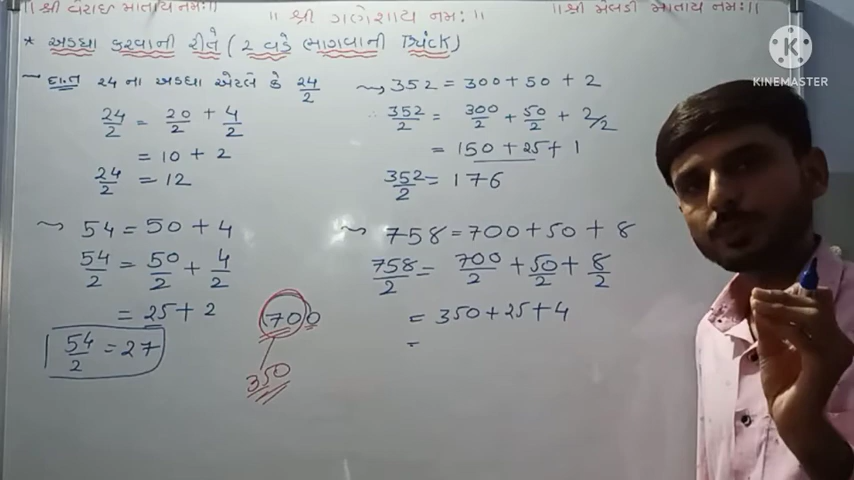 ॥ શ્રી વૈરાઇ માતાય નમઃ ॥ ॥ શ્રી ગણેશાય નમઃ ॥ ॥ શ્રી મેલડી માતાય નમઃ ॥
* અડધા કરવાની રીત ( 2 વડે ભાગવાની Trick )
KINEMASTER
~ દા.ત 24 ના અડધા એટલે કે 24/2
24/2 = 20/2 + 4/2
= 10 + 2
24/2 = 12
~ 54 = 50 + 4
54/2 = 50/2 + 4/2
= 25 + 2
54/2 = 27
700
350
~ 352 = 300 + 50 + 2
∴ 352/2 = 300/2 + 50/2 + 2/2
= 150 + 25 + 1
352/2 = 176
~ 758 = 700 + 50 + 8
758/2 = 700/2 + 50/2 + 8/2
= 350 + 25 + 4
=